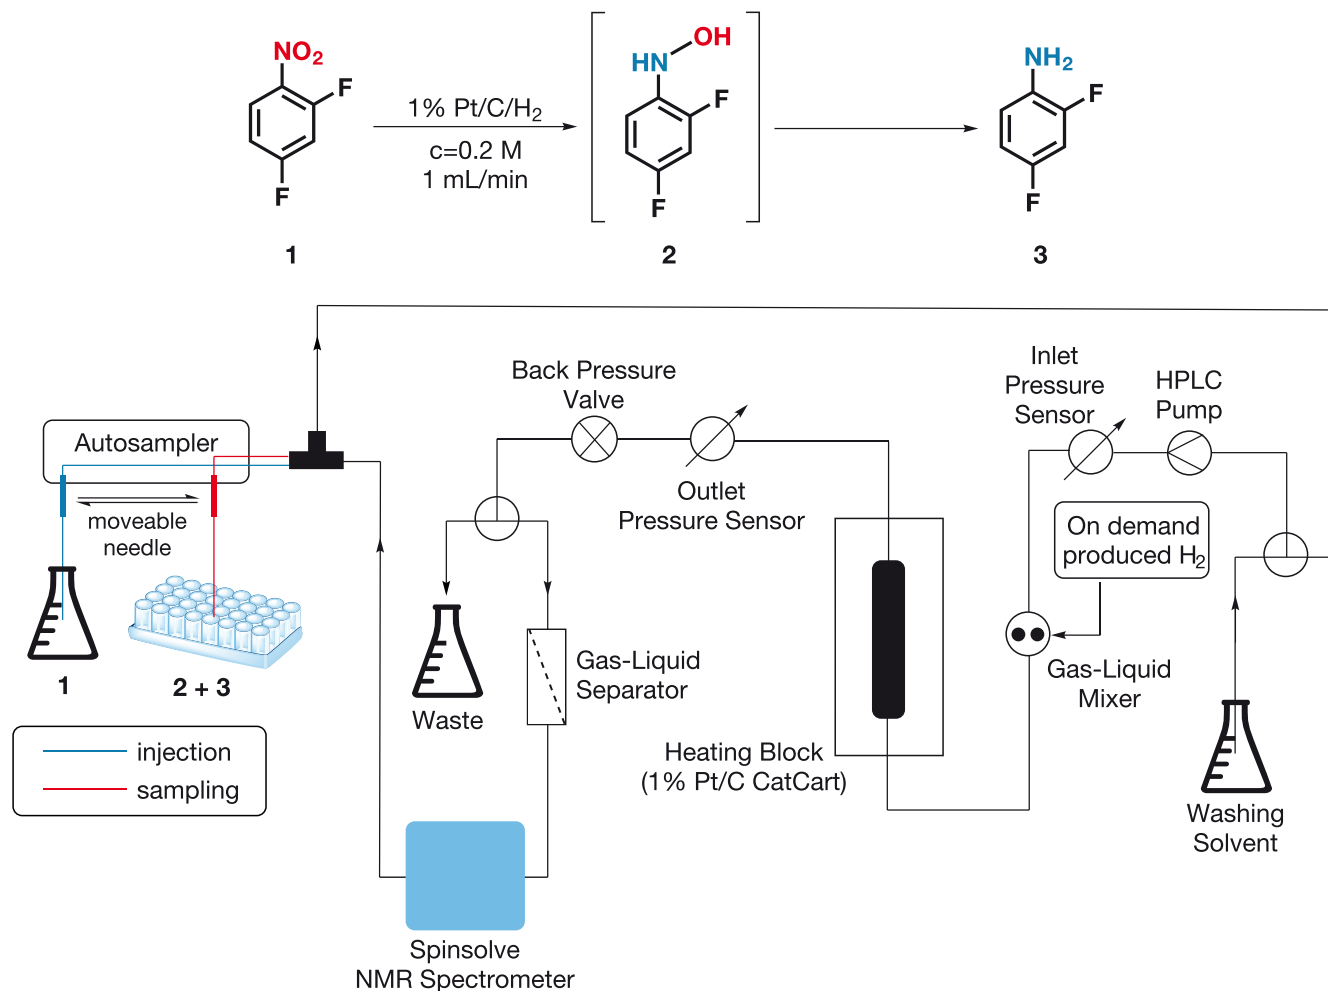 NO₂
F
F
1
1% Pt/C/H₂
c=0.2 M
1 mL/min
OH
HN
F
F
2
NH₂
F
F
3
Autosampler
moveable
needle
1
2 + 3
injection
sampling
Back Pressure
Valve
Outlet
Pressure Sensor
Inlet
Pressure
Sensor
HPLC
Pump
On demand
produced H₂
Gas-Liquid
Mixer
Waste
Gas-Liquid
Separator
Heating Block
(1% Pt/C CatCart)
Washing
Solvent
Spinsolve
NMR Spectrometer